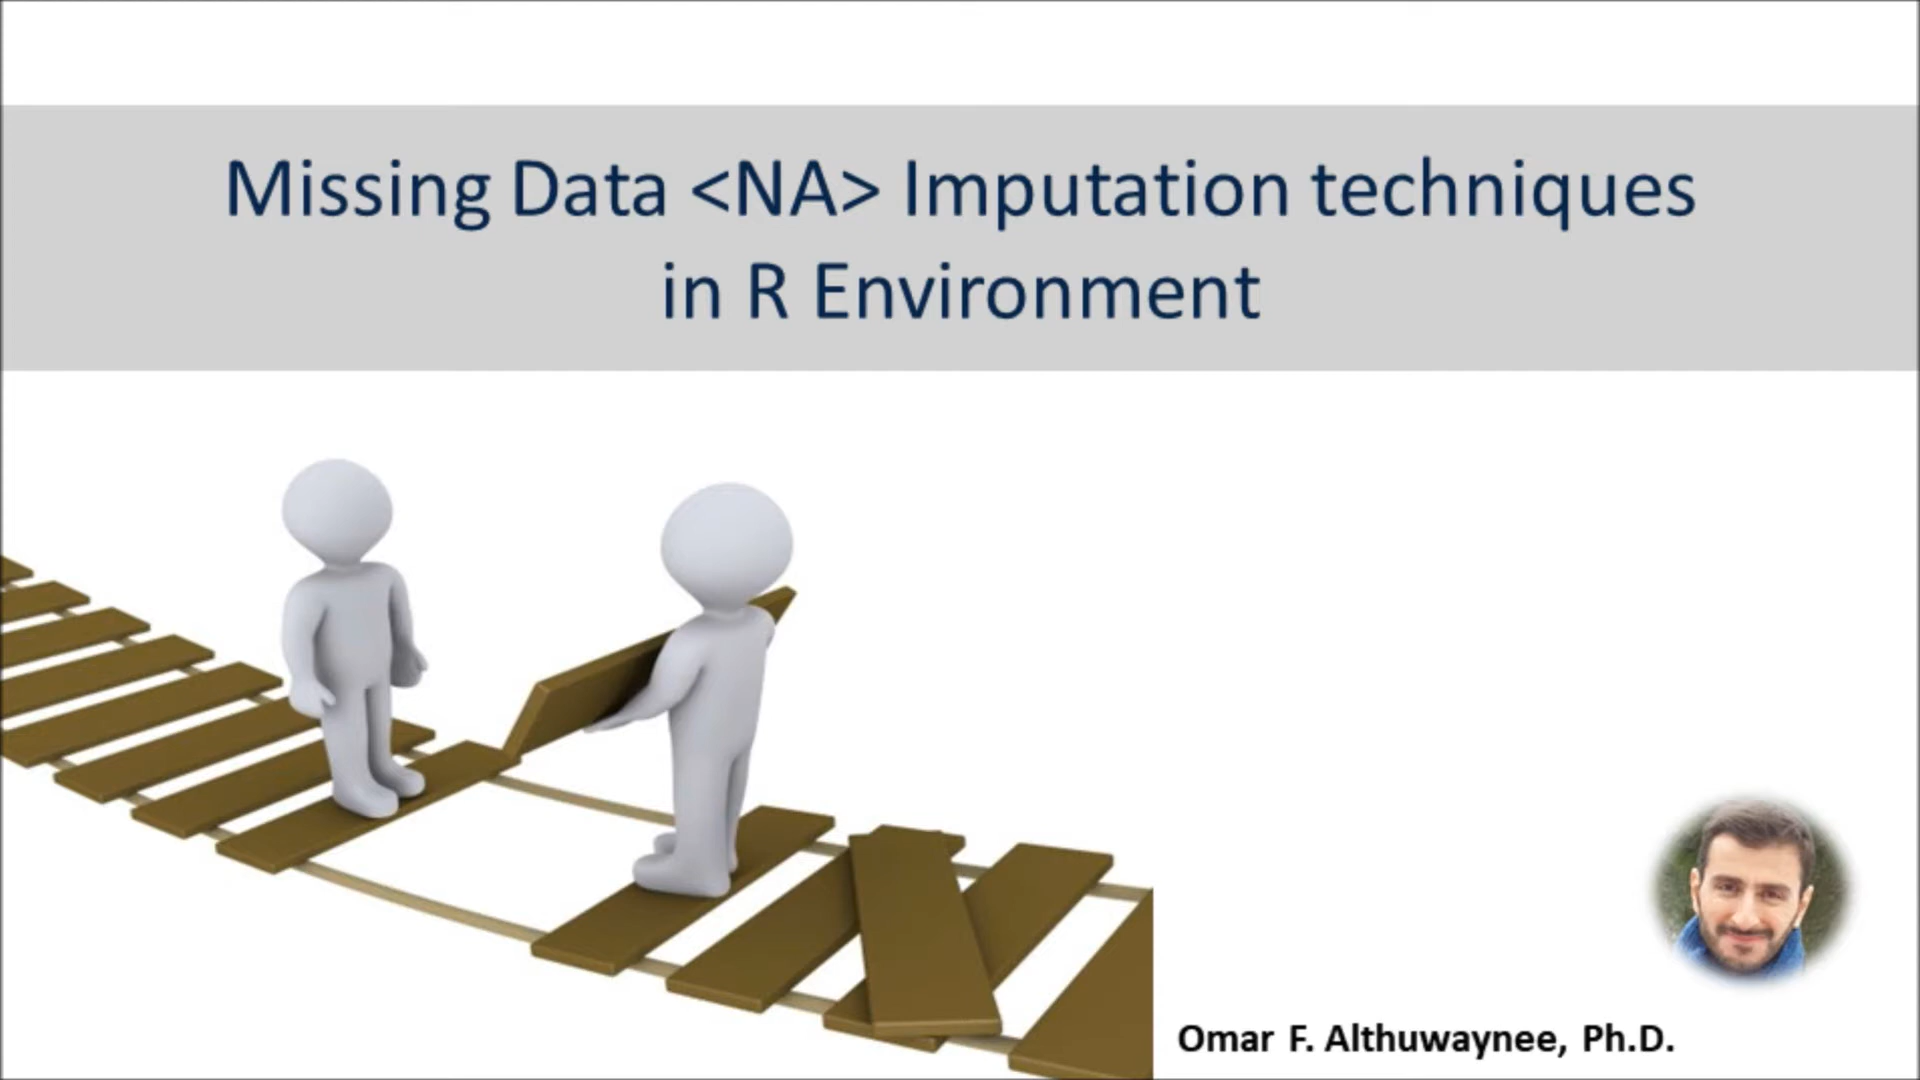 Missing Data <NA> Imputation techniques
in R Environment
Omar F. Althuwaynee, Ph.D.